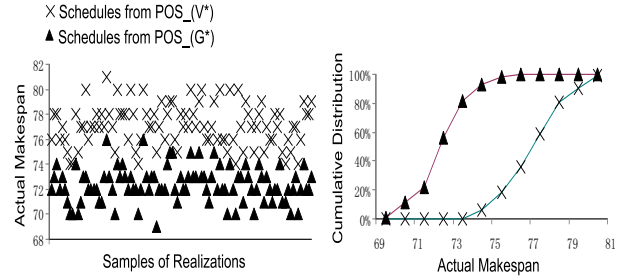 Schedules from POS_(V*)
Schedules from POS_(G*)
Actual Makespan
82
80
78
76
74
72
70
68
Samples of Realizations
Cumulative Distribution
100%
80%
60%
40%
20%
0%
69 71 73 75 77 79 81
Actual Makespan